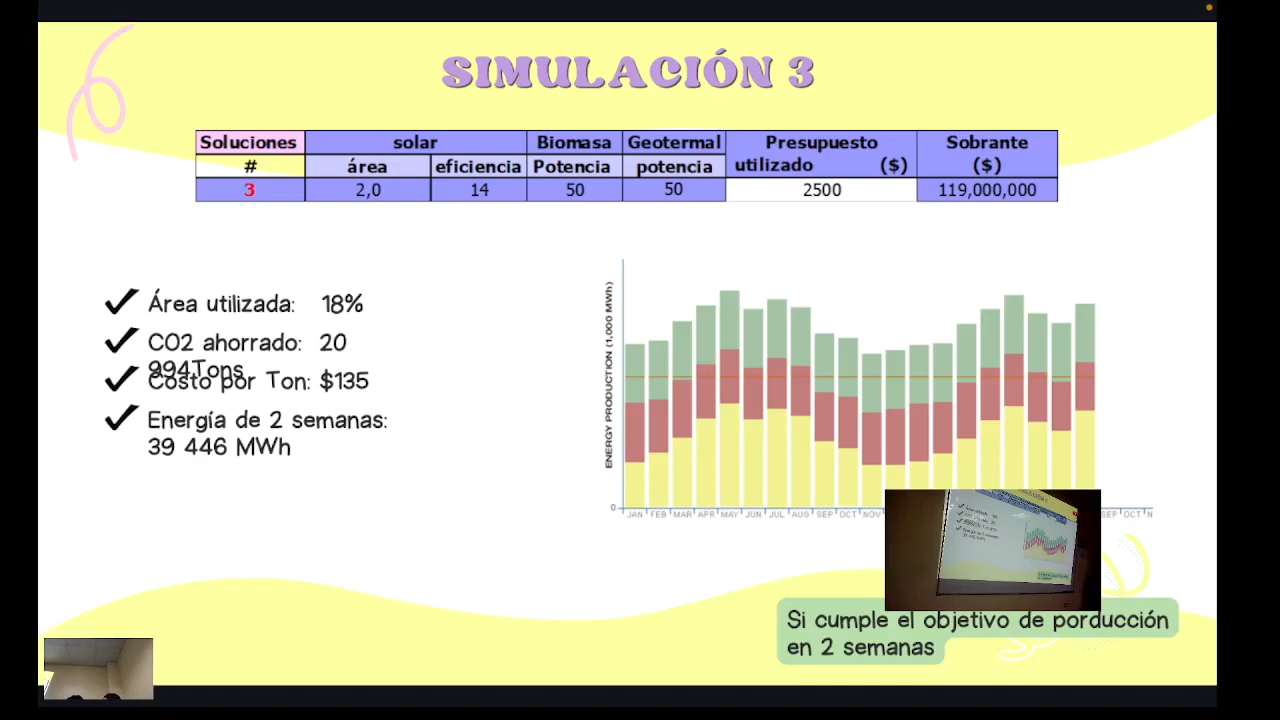 SIMULACIÓN 3
Soluciones solar Biomasa Geotermal Presupuesto utilizado ($) Sobrante ($)
# área eficiencia Potencia potencia
3 2,0 14 50 50 2500 119,000,000
Área utilizada: 18%
CO2 ahorrado: 20
994Tons
Costo por Ton: $135
Energía de 2 semanas:
39 446 MWh
ENERGY PRODUCTION (1,000 MWh)
0
JAN FEB MAR APR MAY JUN JUL AUG SEP OCT NOV SEP OCT N
Si cumple el objetivo de porducción
en 2 semanas